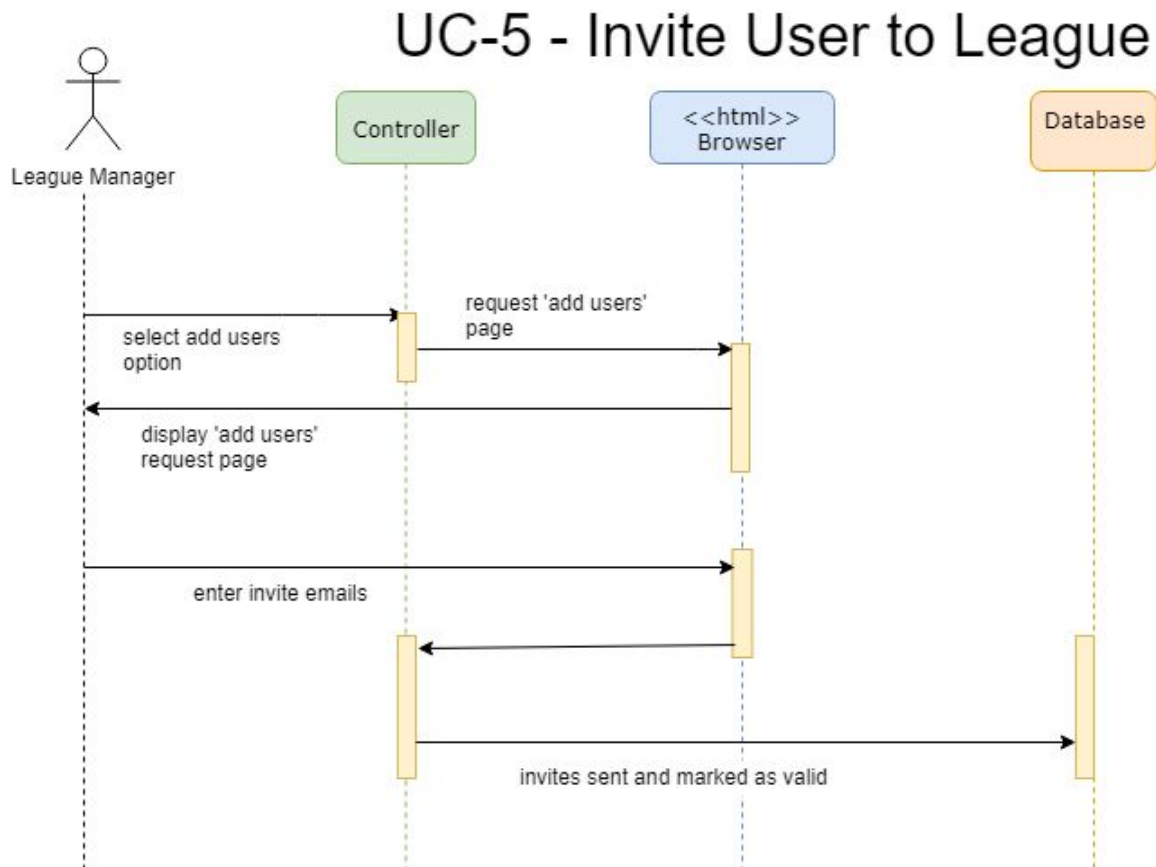 UC-5 - Invite User to League
League Manager
Controller
<<html>>
Browser
Database
select add users
option
request 'add users'
page
display 'add users'
request page
enter invite emails
invites sent and marked as valid